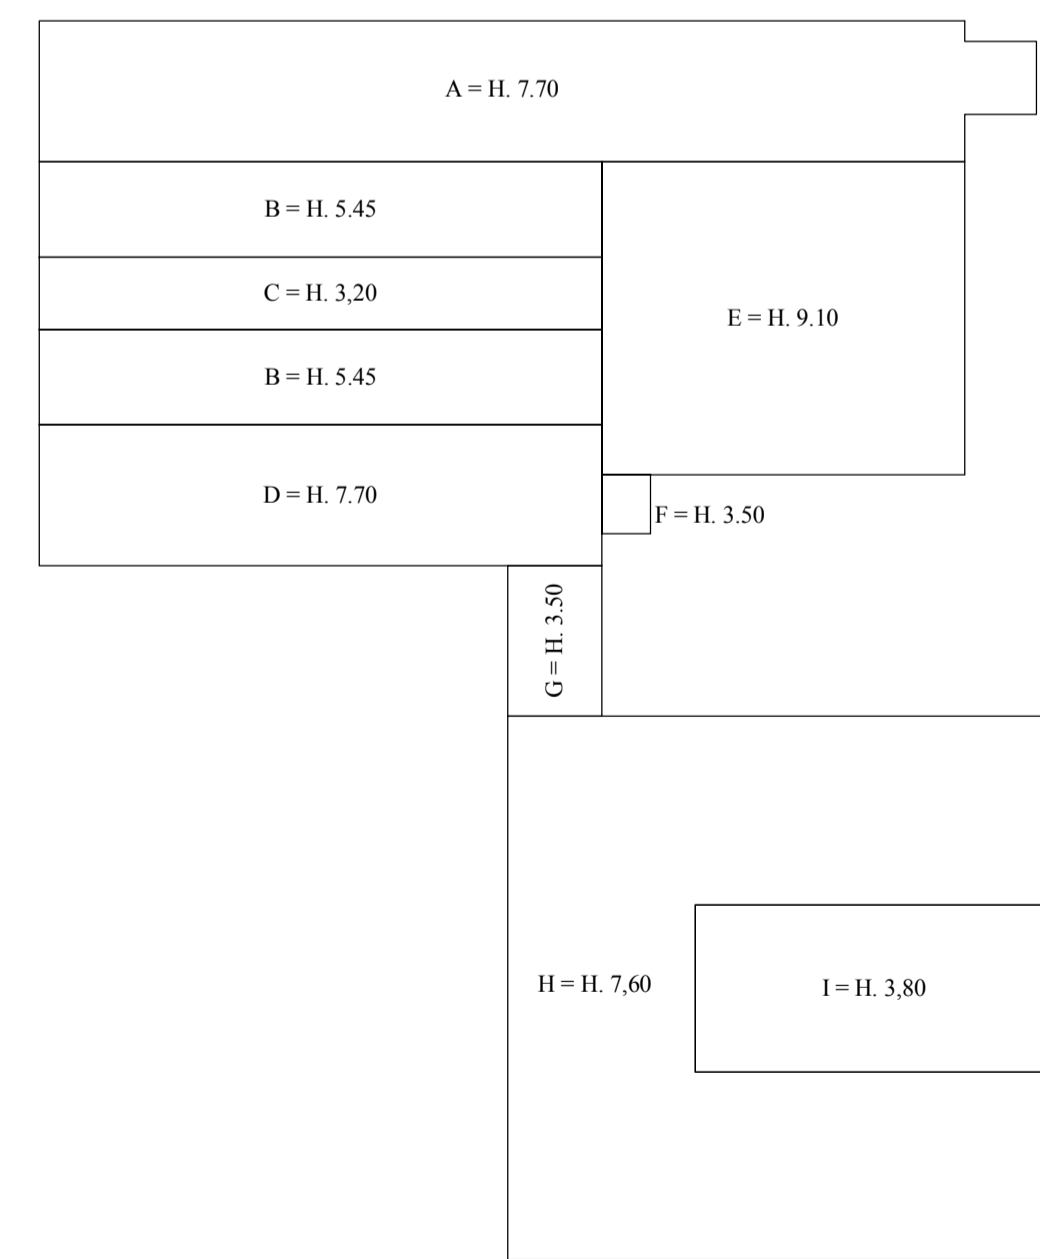 A = H. 7.70
B = H. 5.45
C = H. 3,20
E = H. 9.10
B = H. 5.45
D = H. 7.70
F = H. 3.50
G = H. 3.50
H = H. 7,60
I = H. 3,80